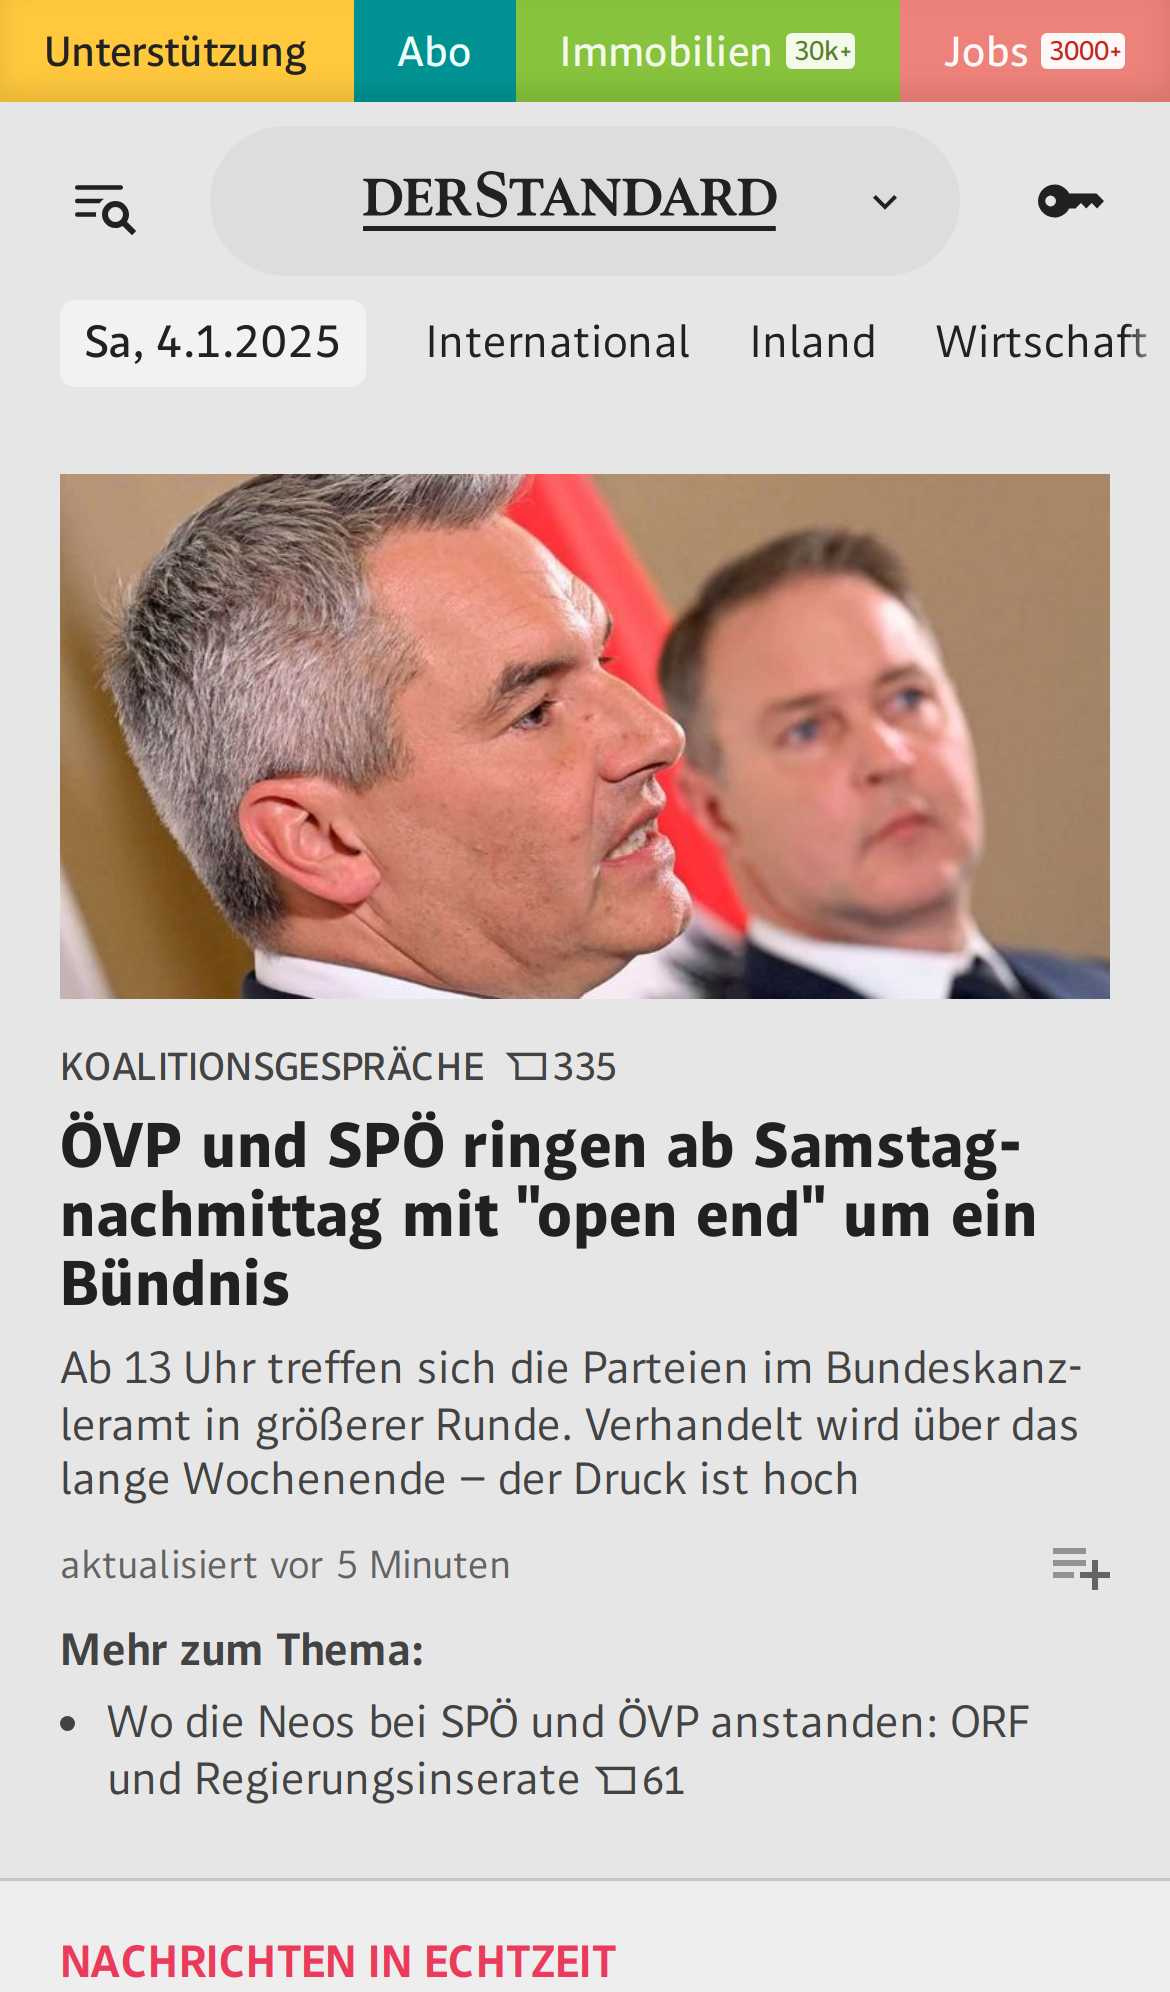 Unterstützung Abo Immobilien 30k+ Jobs 3000+
DERSTANDARD
Sa, 4.1.2025 International Inland Wirtschaft
KOALITIONSGESPRÄCHE 335
ÖVP und SPÖ ringen ab Samstag-
nachmittag mit "open end" um ein
Bündnis
Ab 13 Uhr treffen sich die Parteien im Bundeskanz-
leramt in größerer Runde. Verhandelt wird über das
lange Wochenende – der Druck ist hoch
aktualisiert vor 5 Minuten
Mehr zum Thema:
• Wo die Neos bei SPÖ und ÖVP anstanden: ORF
und Regierungsinserate 61
NACHRICHTEN IN ECHTZEIT